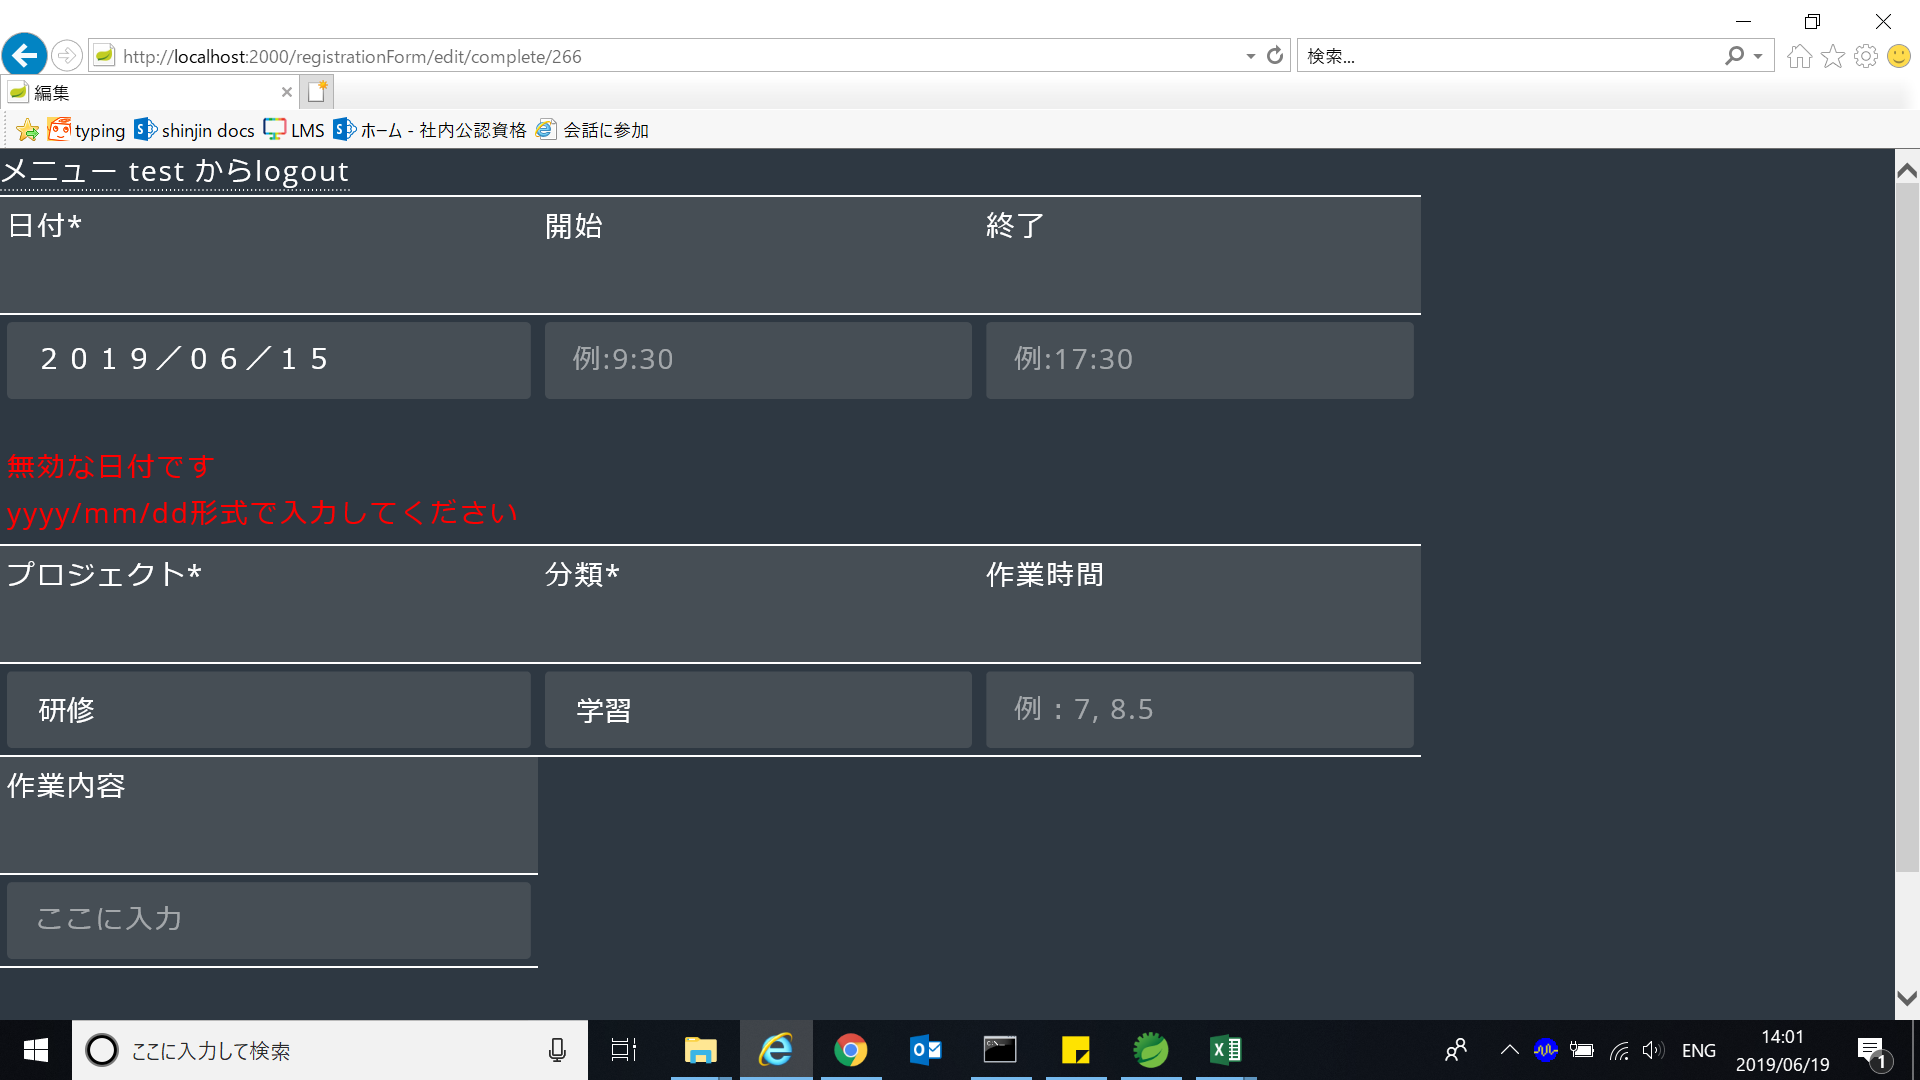 http://localhost:2000/registrationForm/edit/complete/266
検索...
編集
typing shinjin docs LMS ホーム - 社内公認資格 会話に参加
メニュー test からlogout
日付* 開始 終了
２０１９／０６／１５ 例:9:30 例:17:30
無効な日付です
yyyy/mm/dd形式で入力してください
プロジェクト* 分類* 作業時間
研修 学習 例：7, 8.5
作業内容
ここに入力
ここに入力して検索
ENG
14:01
2019/06/19
1